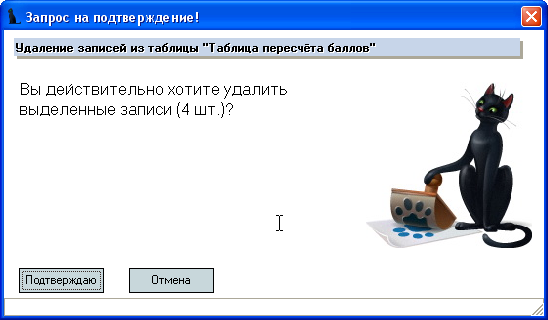 Запрос на подтверждение!
Удаление записей из таблицы "Таблица пересчёта баллов"
Вы действительно хотите удалить
выделенные записи (4 шт.)?
Подтверждаю
Отмена